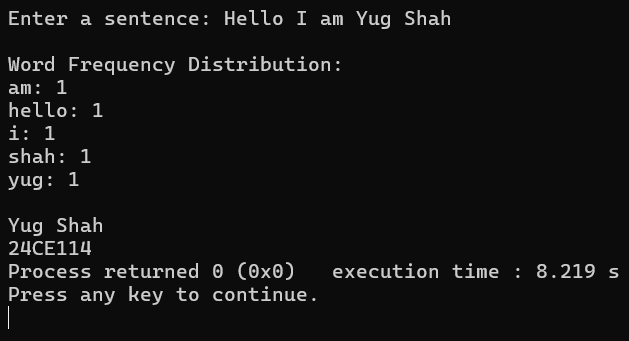 Enter a sentence: Hello I am Yug Shah
Word Frequency Distribution:
am: 1
hello: 1
i: 1
shah: 1
yug: 1
Yug Shah
24CE114
Process returned 0 (0x0)   execution time : 8.219 s
Press any key to continue.